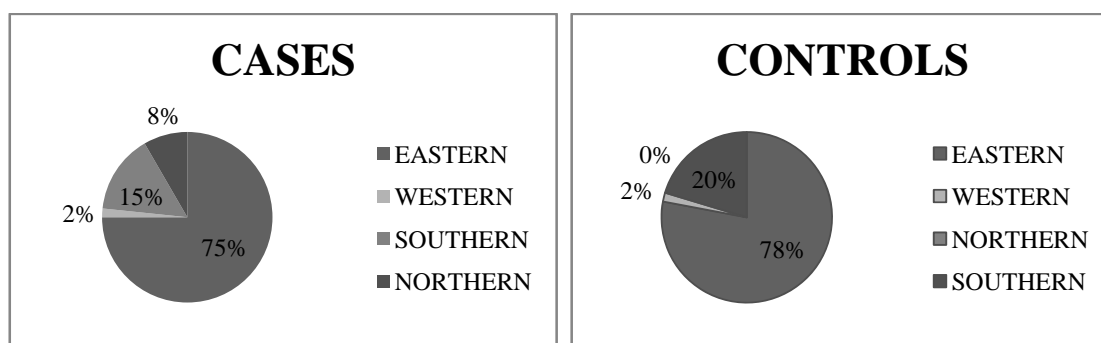 CASES
8%
15%
2%
75%
EASTERN
WESTERN
SOUTHERN
NORTHERN
CONTROLS
0%
20%
2%
78%
EASTERN
WESTERN
NORTHERN
SOUTHERN